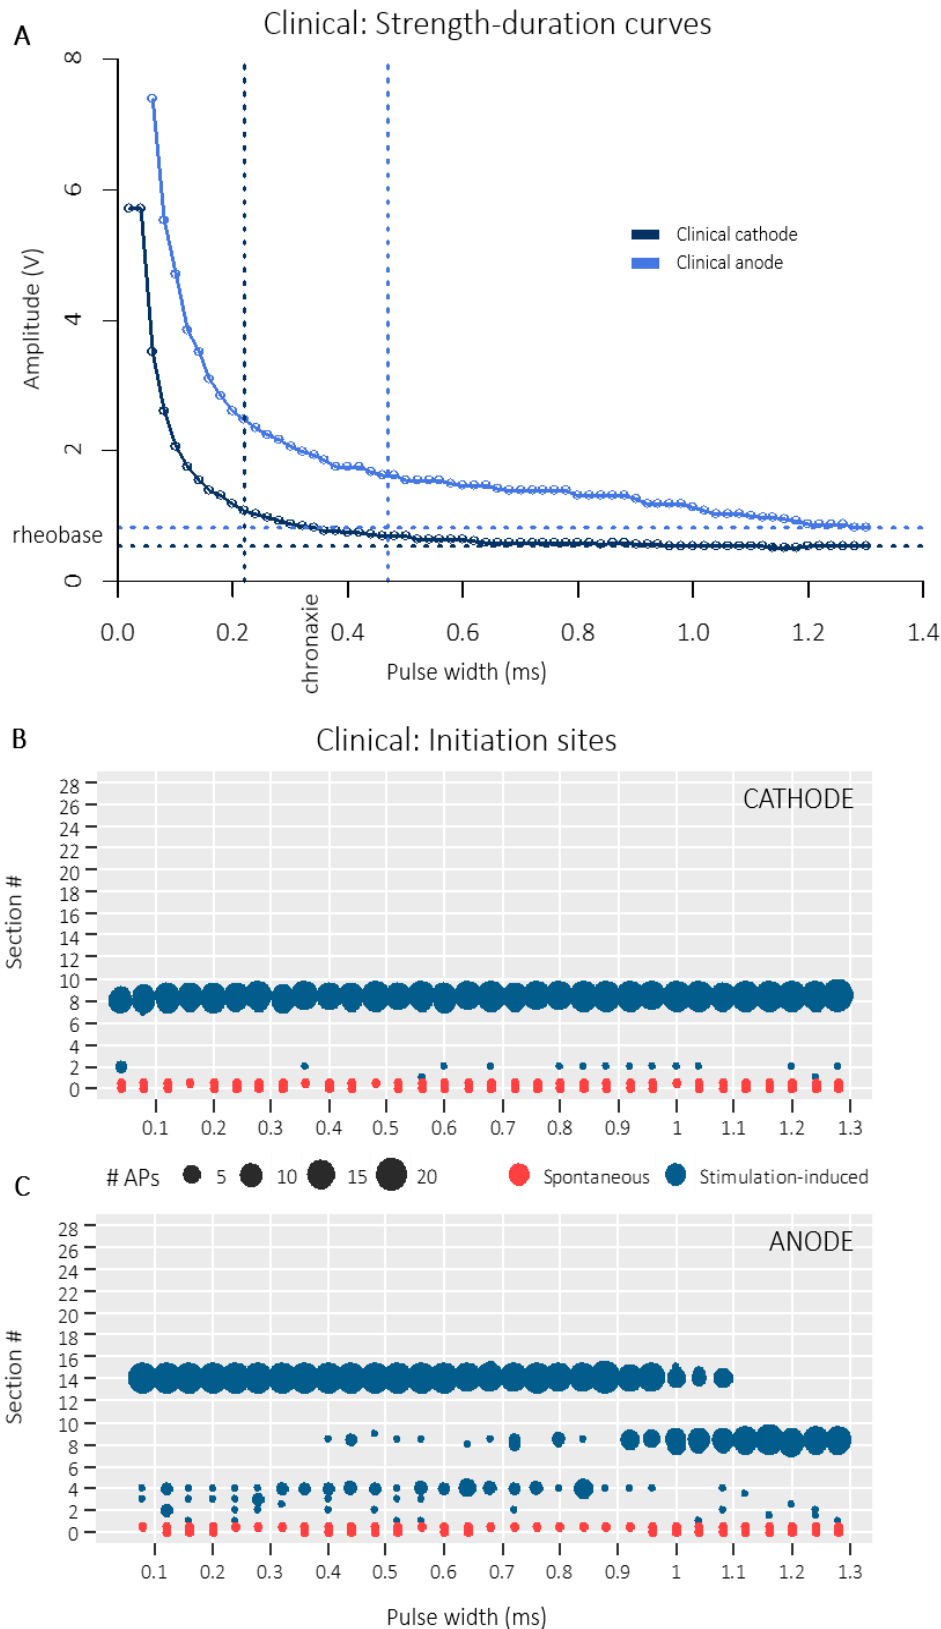 A
Clinical: Strength-duration curves
8
6
4
2
0
Amplitude (V)
Clinical cathode
Clinical anode
rheobase
0.0 0.2 0.4 0.6 0.8 1.0 1.2 1.4
chronaxie
Pulse width (ms)
B
Clinical: Initiation sites
CATHODE
28
26
24
22
20
18
16
14
12
10
8
6
4
2
0
Section #
0.1 0.2 0.3 0.4 0.5 0.6 0.7 0.8 0.9 1 1.1 1.2 1.3
# APs 5 10 15 20 Spontaneous Stimulation-induced
C
ANODE
28
26
24
22
20
18
16
14
12
10
8
6
4
2
0
Section #
0.1 0.2 0.3 0.4 0.5 0.6 0.7 0.8 0.9 1 1.1 1.2 1.3
Pulse width (ms)